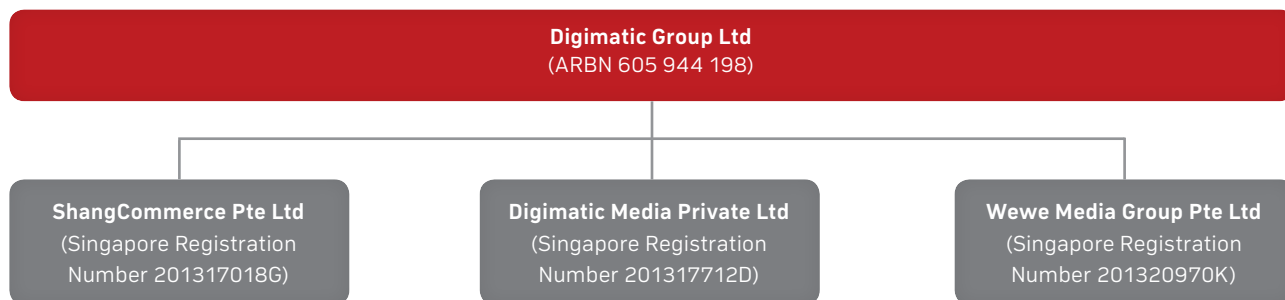 Digimatic Group Ltd
(ARBN 605 944 198)
ShangCommerce Pte Ltd
(Singapore Registration
Number 201317018G)
Digimatic Media Private Ltd
(Singapore Registration
Number 201317712D)
Wewe Media Group Pte Ltd
(Singapore Registration
Number 201320970K)